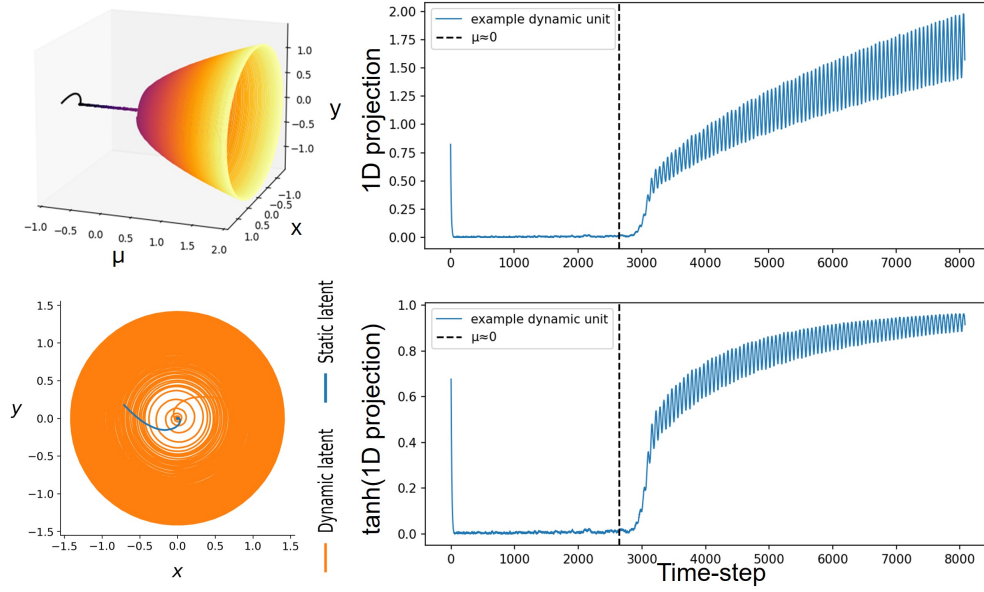 1.0
0.5
0.0
−0.5
−1.0
y
−1.0
−0.5
0.0
0.5
1.0
x
−1.0
−0.5
0.0
0.5
1.0
1.5
2.0
μ
1D projection
2.00
1.75
1.50
1.25
1.00
0.75
0.50
0.25
0.00
example dynamic unit
μ≈0
0 1000 2000 3000 4000 5000 6000 7000 8000
y
1.5
1.0
0.5
0.0
−0.5
−1.0
−1.5
−1.5 −1.0 −0.5 0.0 0.5 1.0 1.5
x
Static latent
Dynamic latent
tanh(1D projection)
1.0
0.8
0.6
0.4
0.2
0.0
example dynamic unit
μ≈0
0 1000 2000 3000 4000 5000 6000 7000 8000
Time-step